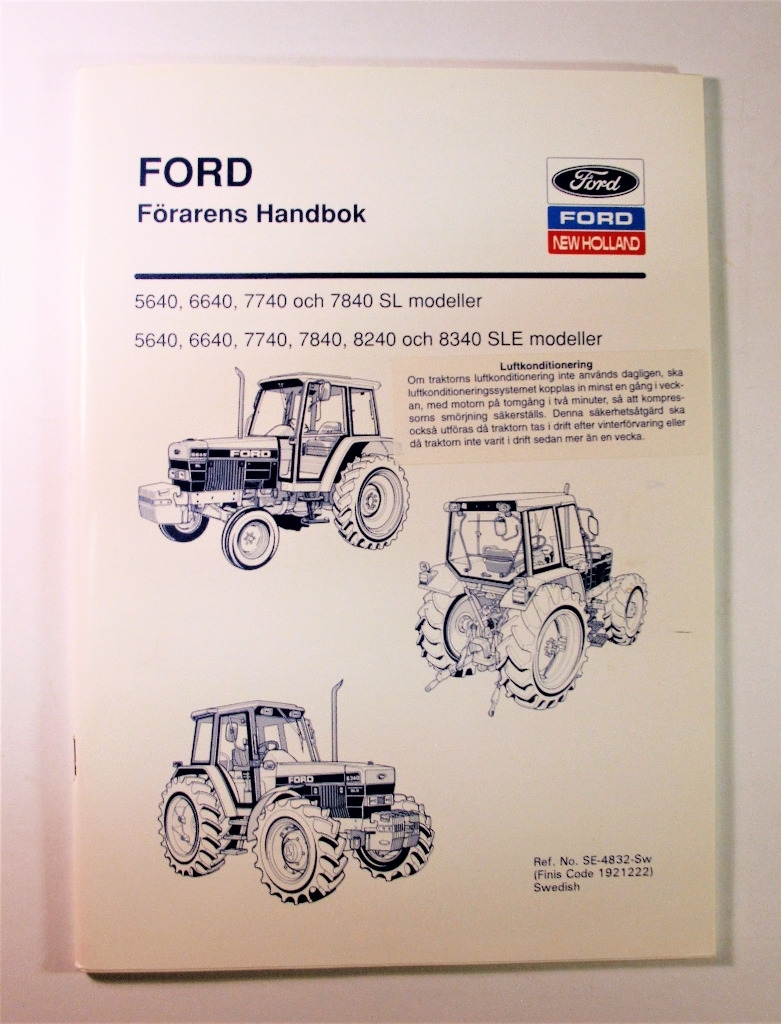 FORD
Förarens Handbok
Ford
FORD
NEW HOLLAND
5640, 6640, 7740 och 7840 SL modeller
5640, 6640, 7740, 7840, 8240 och 8340 SLE modeller
Luftkonditionering
Om traktorns luftkonditionering inte används dagligen, ska
luftkonditioneringssystemet kopplas in minst en gång i veck-
an, med motorn på tomgång i två minuter, så att kompres-
sorns smörjning säkerställs. Denna säkerhetsåtgärd ska
också utföras då traktorn tas i drift efter vinterförvaring eller
då traktorn inte varit i drift sedan mer än en vecka.
6640
FORD
SL
FORD
8340
SLE
Ref. No. SE-4832-Sw
(Finis Code 1921222)
Swedish